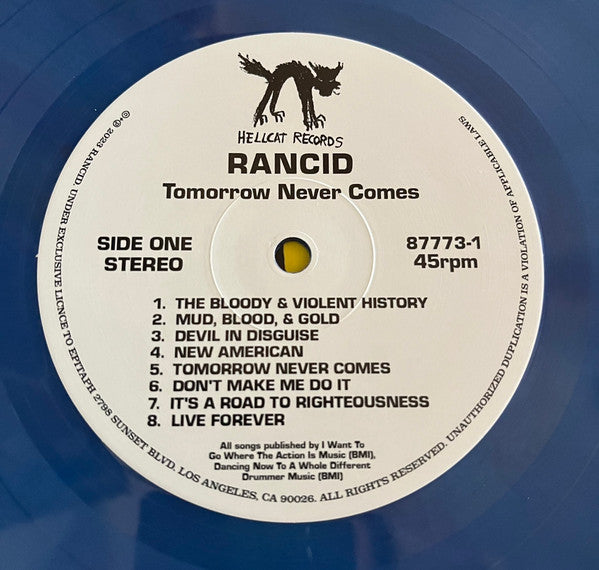 HELLCAT RECORDS
RANCID
Tomorrow Never Comes
SIDE ONE
STEREO
87773-1
45rpm
1. THE BLOODY & VIOLENT HISTORY
2. MUD, BLOOD, & GOLD
3. DEVIL IN DISGUISE
4. NEW AMERICAN
5. TOMORROW NEVER COMES
6. DON'T MAKE ME DO IT
7. IT'S A ROAD TO RIGHTEOUSNESS
8. LIVE FOREVER
All songs published by I Want To
Go Where The Action Is Music (BMI),
Dancing Now To A Whole Different
Drummer Music (BMI)
©+℗ 2023 RANCID. UNDER EXCLUSIVE LICENCE TO EPITAPH 2798 SUNSET BLVD. LOS ANGELES, CA 90026. ALL RIGHTS RESERVED. UNAUTHORIZED DUPLICATION IS A VIOLATION OF APPLICABLE LAWS